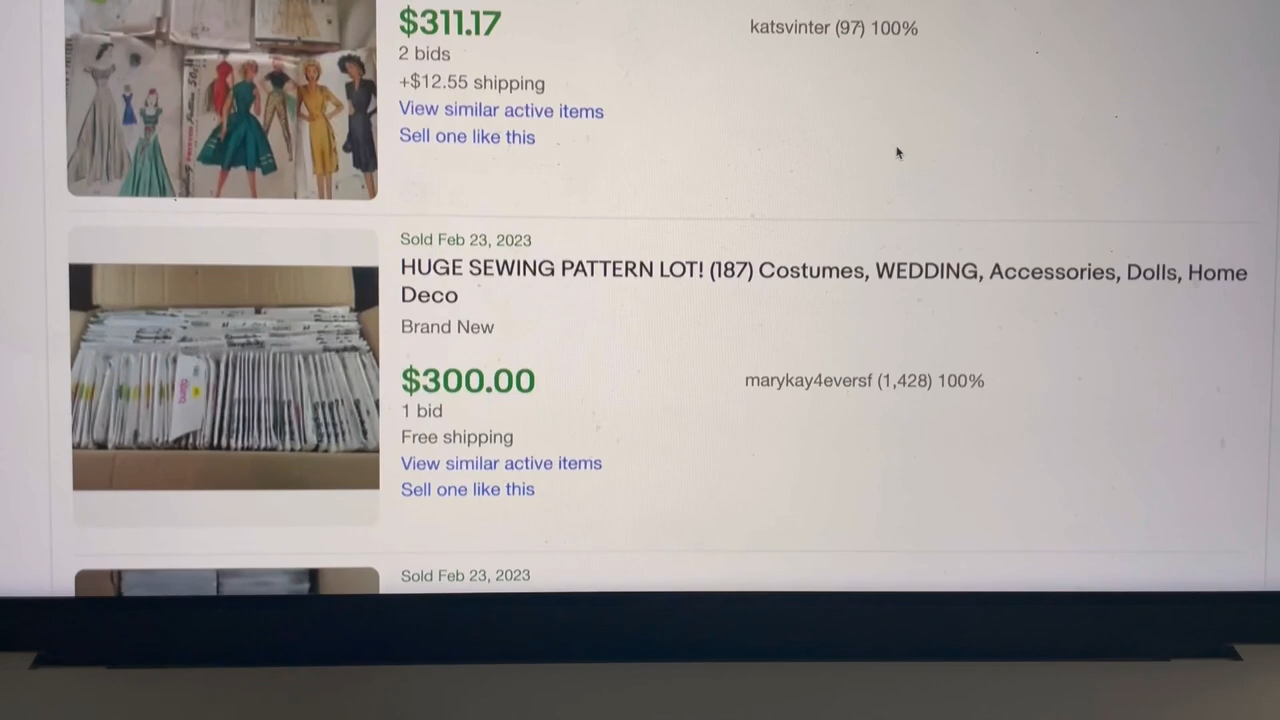 $311.17
katsvinter (97) 100%
2 bids
+$12.55 shipping
View similar active items
Sell one like this
Sold Feb 23, 2023
HUGE SEWING PATTERN LOT! (187) Costumes, WEDDING, Accessories, Dolls, Home
Deco
Brand New
$300.00
marykay4eversf (1,428) 100%
1 bid
Free shipping
View similar active items
Sell one like this
Sold Feb 23, 2023